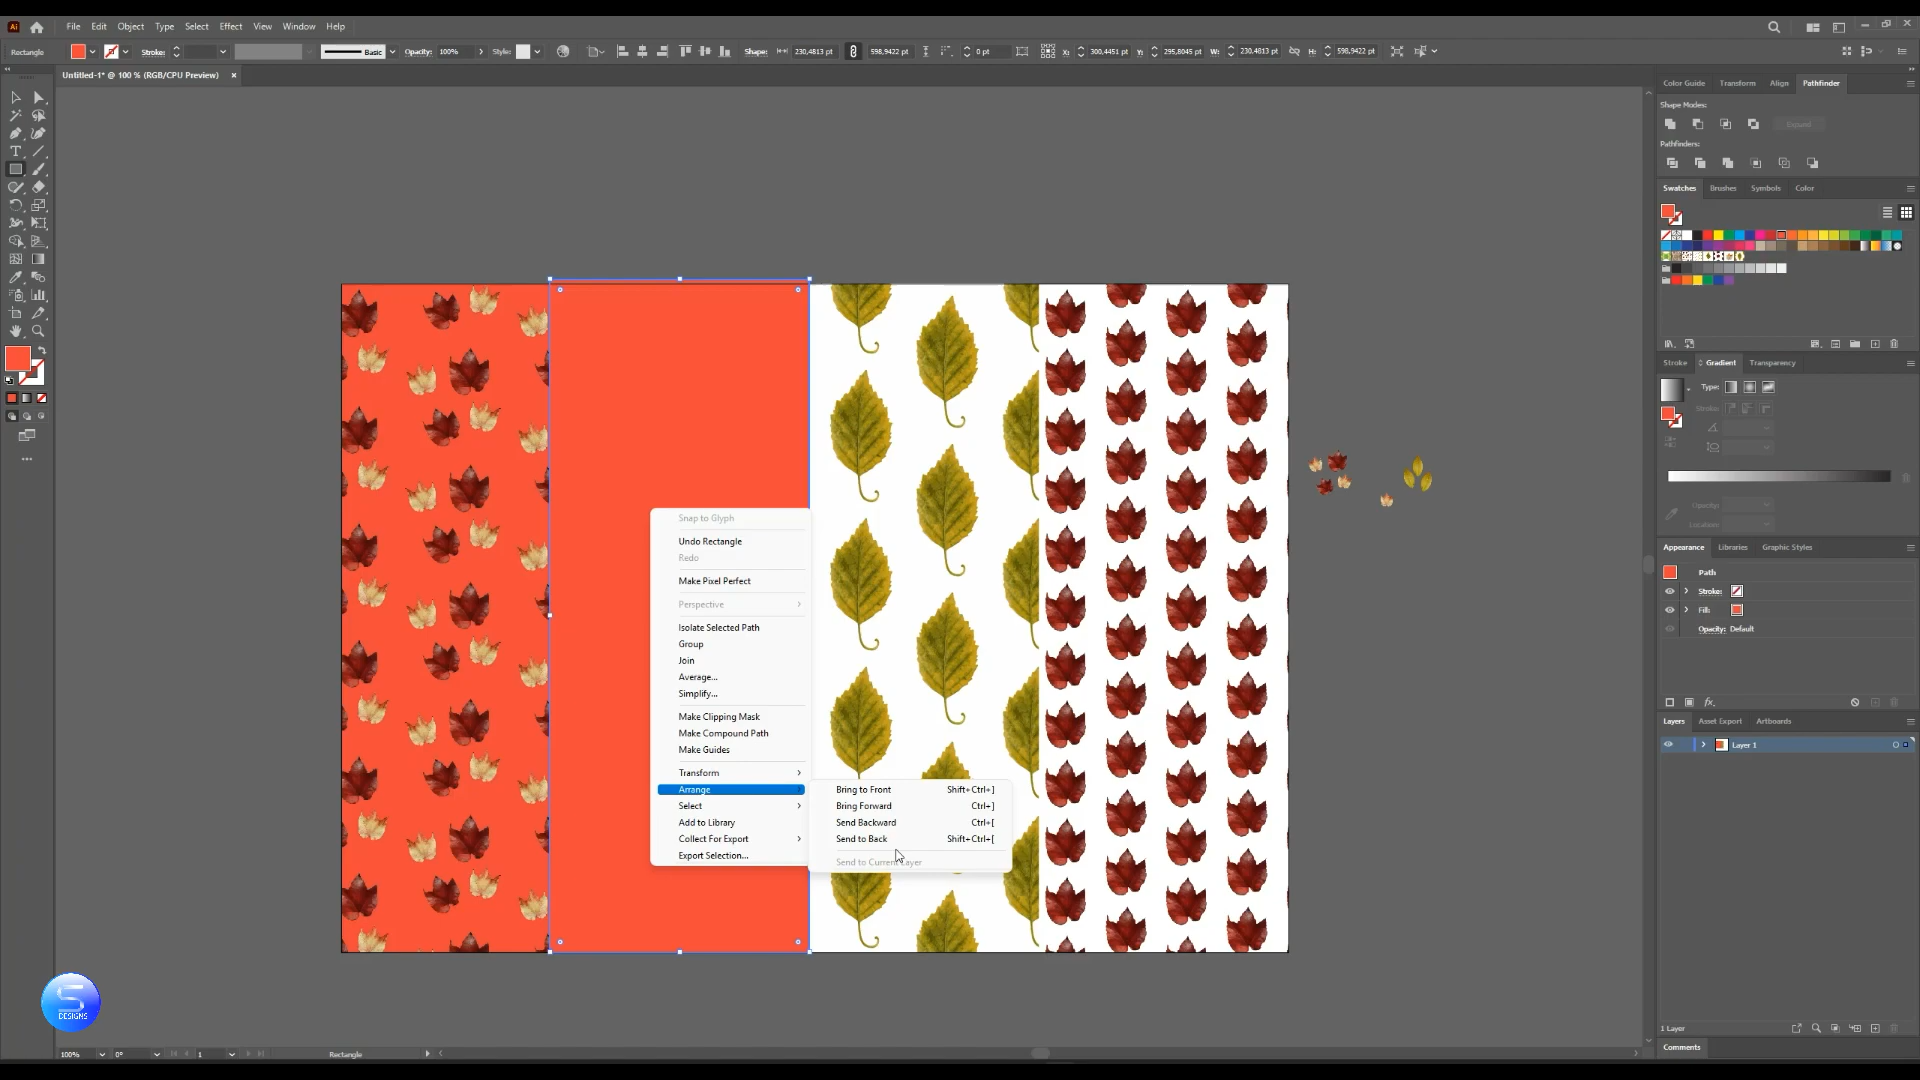 Ai File Edit Object Type Select Effect View Window Help
Rectangle Stroke: Basic Opacity: 100% Style: Shape: 230,4813 pt 598,9422 pt 0 pt X: 300,4451 pt Y: 295,8045 pt W: 230,4813 pt H: 598,9422 pt
Untitled-1* @ 100 % (RGB/CPU Preview)
Color Guide Transform Align Pathfinder
Shape Modes:
Expand
Pathfinders:
Swatches Brushes Symbols Color
Stroke Gradient Transparency
Type:
Stroke:
Opacity:
Location:
Appearance Libraries Graphic Styles
Path
Stroke:
Fill:
Opacity: Default
Layers Asset Export Artboards
Layer 1
1 Layer
Comments
Snap to Glyph
Undo Rectangle
Redo
Make Pixel Perfect
Perspective
Isolate Selected Path
Group
Join
Average...
Simplify...
Make Clipping Mask
Make Compound Path
Make Guides
Transform
Arrange
Select
Add to Library
Collect For Export
Export Selection...
Bring to Front Shift+Ctrl+]
Bring Forward Ctrl+]
Send Backward Ctrl+[
Send to Back Shift+Ctrl+[
Send to Current Layer
S
DESIGNS
100% 0° 1 Rectangle